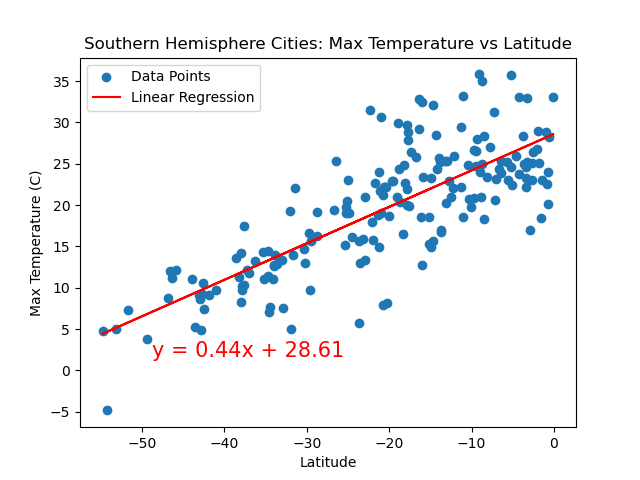 Southern Hemisphere Cities: Max Temperature vs Latitude
Data Points
Linear Regression
35
30
25
20
15
10
5
0
−5
Max Temperature (C)
y = 0.44x + 28.61
−50
−40
−30
−20
−10
0
Latitude